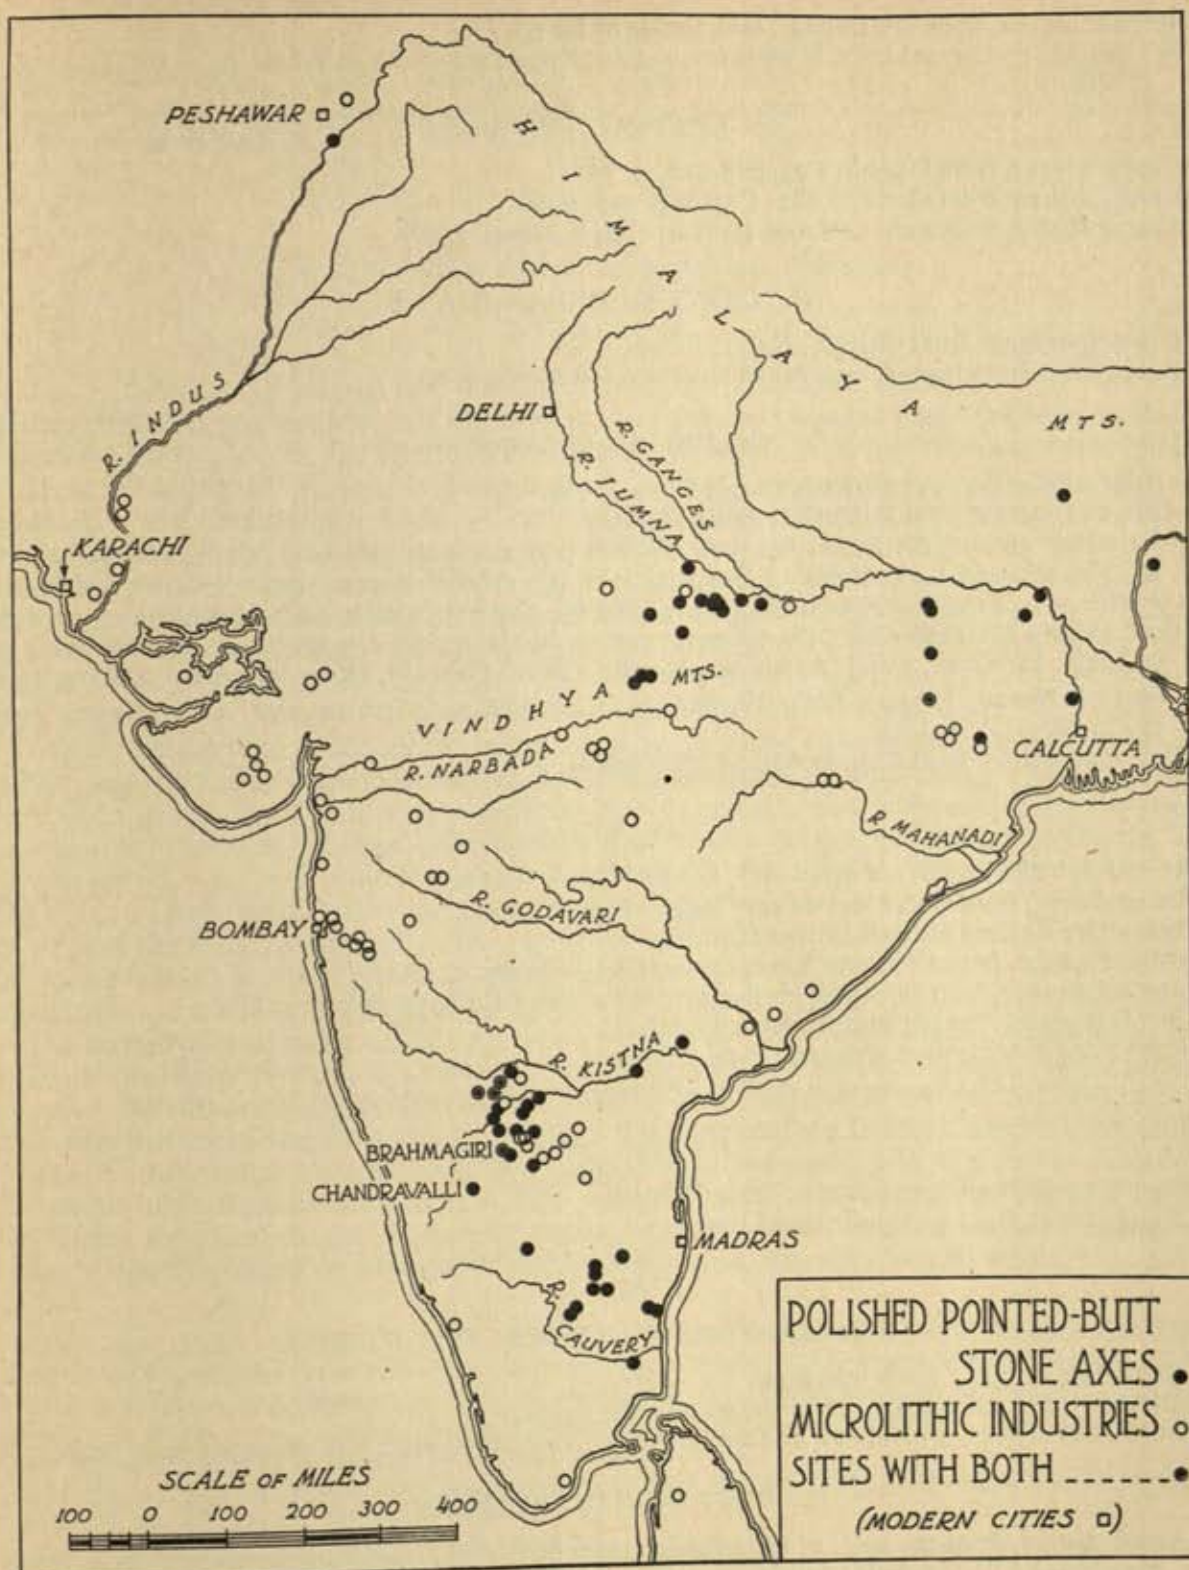 PESHAWAR
HIMALAYA
MTS.
R. INDUS
DELHI
R. GANGES
R. JUMNA
KARACHI
VINDHYA MTS.
R. NARBADA
CALCUTTA
R. MAHANADI
R. GODAVARI
BOMBAY
R. KISTNA
BRAHMAGIRI
CHANDRAVALLI
MADRAS
R. CAUVERY
POLISHED POINTED-BUTT
STONE AXES
MICROLITHIC INDUSTRIES
SITES WITH BOTH
(MODERN CITIES)
SCALE OF MILES
100 0 100 200 300 400